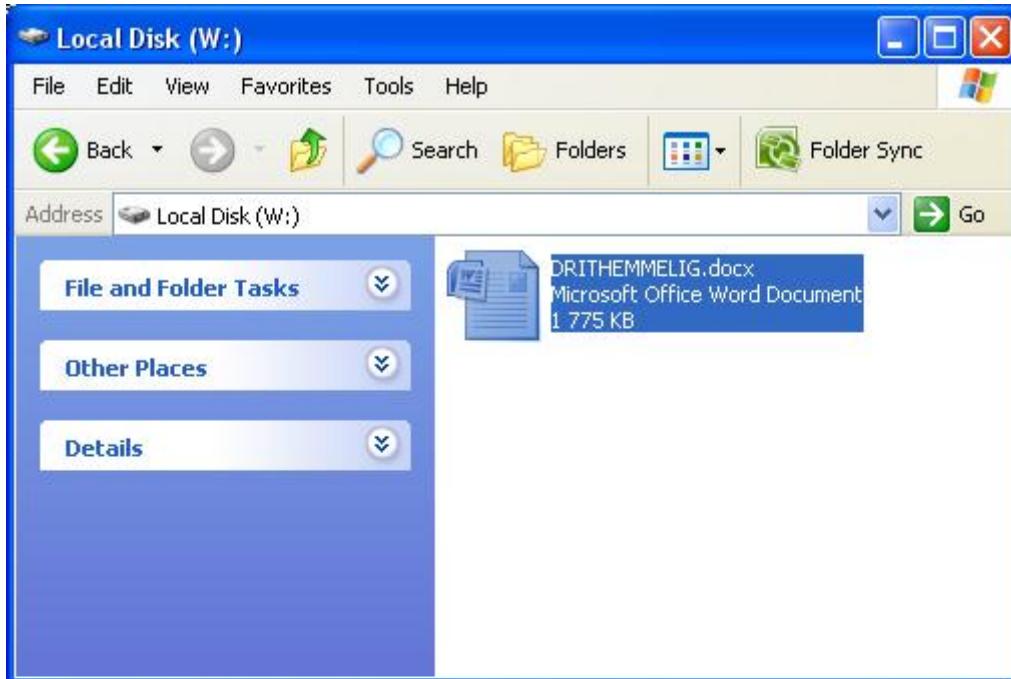 Local Disk (W:)
File Edit View Favorites Tools Help
Back Search Folders Folder Sync
Address Local Disk (W:) Go
File and Folder Tasks
Other Places
Details
DRITHEMMELIG.docx
Microsoft Office Word Document
1 775 KB